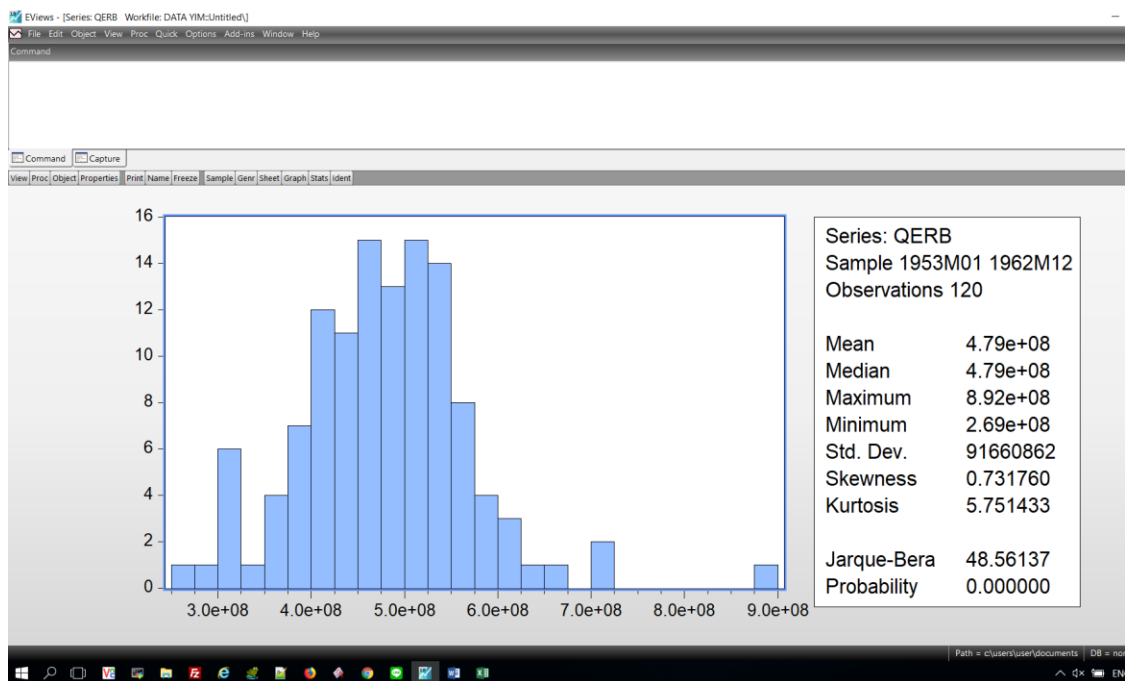 EViews - [Series: QERB   Workfile: DATA YIM::Untitled\]
File Edit Object View Proc Quick Options Add-ins Window Help
Command
Command Capture
View Proc Object Properties Print Name Freeze Sample Genr Sheet Graph Stats Ident
16
14
12
10
8
6
4
2
0
3.0e+08 4.0e+08 5.0e+08 6.0e+08 7.0e+08 8.0e+08 9.0e+08
Series: QERB
Sample 1953M01 1962M12
Observations 120
Mean 4.79e+08
Median 4.79e+08
Maximum 8.92e+08
Minimum 2.69e+08
Std. Dev. 91660862
Skewness 0.731760
Kurtosis 5.751433
Jarque-Bera 48.56137
Probability 0.000000
Path = c:\users\user\documents DB = non
ENG